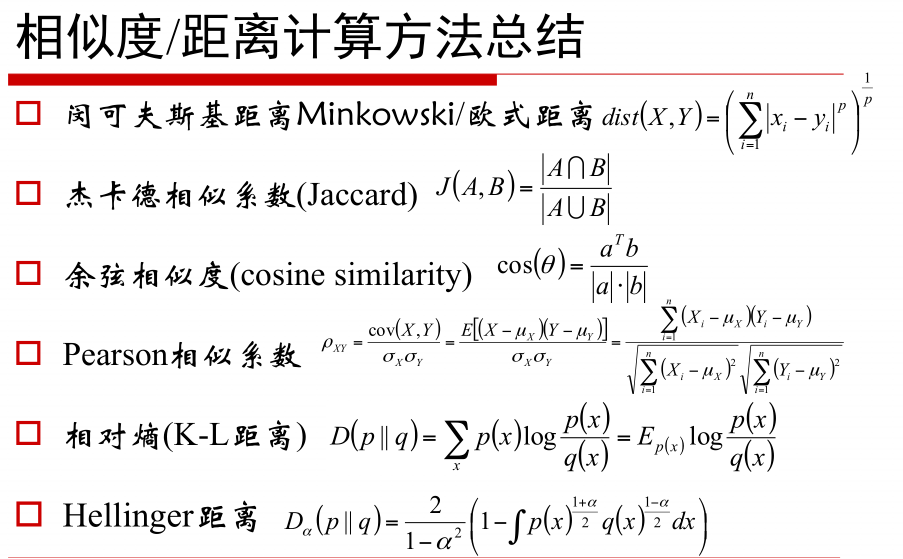 相似度/距离计算方法总结
闵可夫斯基距离Minkowski/欧式距离 $dist(X,Y)=\left(\sum_{i=1}^{n}|x_i-y_i|^p\right)^{\frac{1}{p}}$
杰卡德相似系数(Jaccard) $J(A,B)=\frac{|A\bigcap B|}{|A\bigcup B|}$
余弦相似度(cosine similarity) $\cos(\theta)=\frac{a^T b}{|a|\cdot|b|}$
Pearson相似系数 $\rho_{XY}=\frac{\mathrm{cov}(X,Y)}{\sigma_X\sigma_Y}=\frac{E[(X-\mu_X)(Y-\mu_Y)]}{\sigma_X\sigma_Y}=\frac{\sum_{i=1}^{n}(X_i-\mu_X)(Y_i-\mu_Y)}{\sqrt{\sum_{i=1}^{n}(X_i-\mu_X)^2}\sqrt{\sum_{i=1}^{n}(Y_i-\mu_Y)^2}}$
相对熵(K-L距离) $D(p\|q)=\sum_{x}p(x)\log\frac{p(x)}{q(x)}=E_{p(x)}\log\frac{p(x)}{q(x)}$
Hellinger距离 $D_\alpha(p\|q)=\frac{2}{1-\alpha^2}\left(1-\int p(x)^{\frac{1+\alpha}{2}}q(x)^{\frac{1-\alpha}{2}}dx\right)$